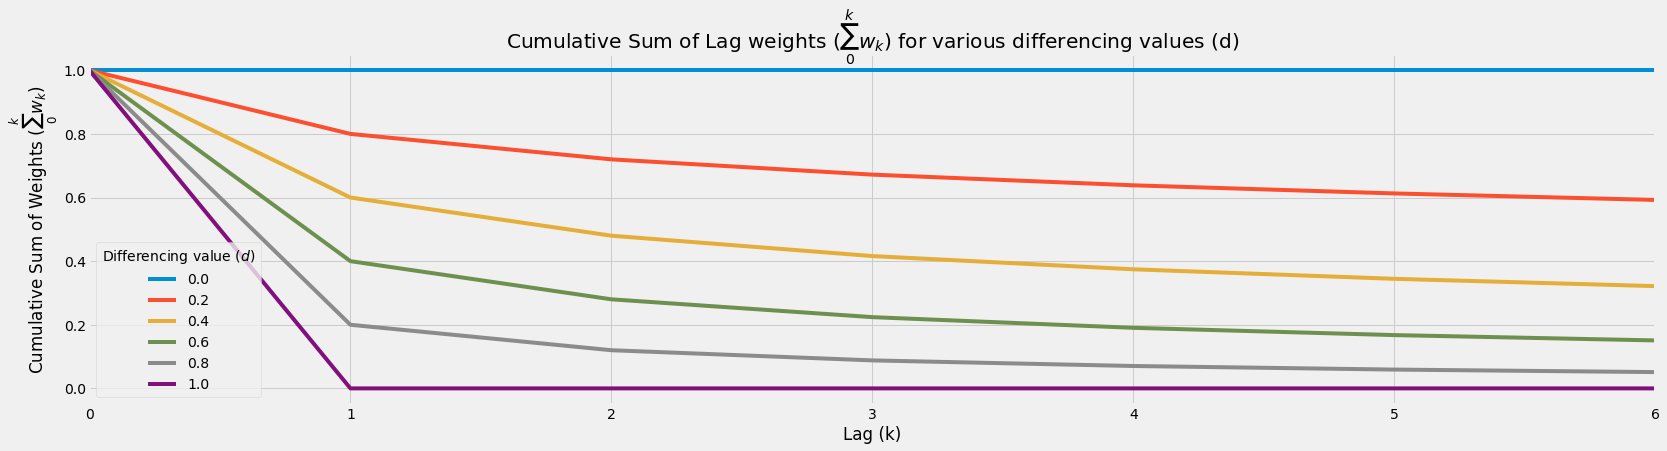 Cumulative Sum of Lag weights (∑₀ᵏ wₖ) for various differencing values (d)
Cumulative Sum of Weights (∑₀ᵏ wₖ)
1.0
0.8
0.6
0.4
0.2
0.0
Differencing value (d)
0.0
0.2
0.4
0.6
0.8
1.0
0 1 2 3 4 5 6
Lag (k)